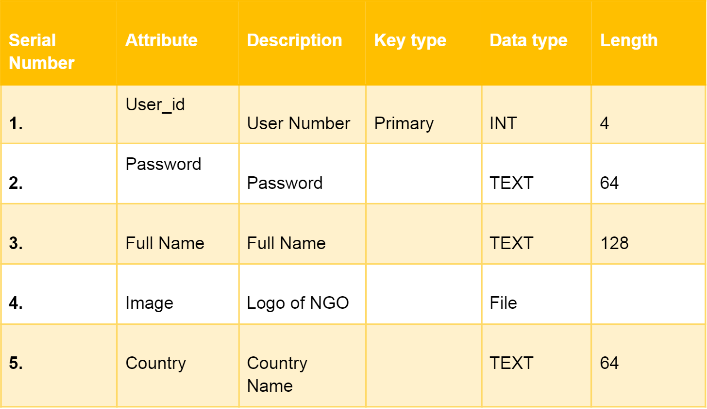 Serial Number Attribute Description Key type Data type Length
1. User_id User Number Primary INT 4
2. Password Password TEXT 64
3. Full Name Full Name TEXT 128
4. Image Logo of NGO File
5. Country Country Name TEXT 64